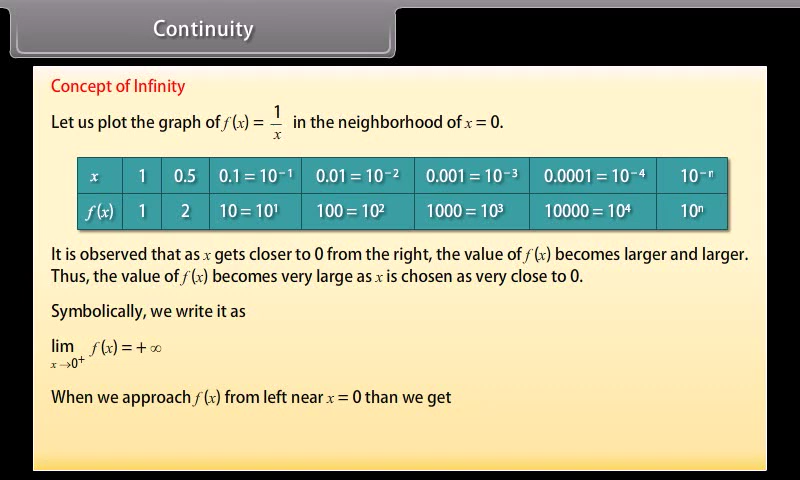 Continuity
Concept of Infinity
Let us plot the graph of f(x) = 1/x in the neighborhood of x = 0.
x 1 0.5 0.1 = 10⁻¹ 0.01 = 10⁻² 0.001 = 10⁻³ 0.0001 = 10⁻⁴ 10⁻ⁿ
f(x) 1 2 10 = 10¹ 100 = 10² 1000 = 10³ 10000 = 10⁴ 10ⁿ
It is observed that as x gets closer to 0 from the right, the value of f(x) becomes larger and larger.
Thus, the value of f(x) becomes very large as x is chosen as very close to 0.
Symbolically, we write it as
lim f(x) = + ∞
x→0⁺
When we approach f(x) from left near x = 0 than we get